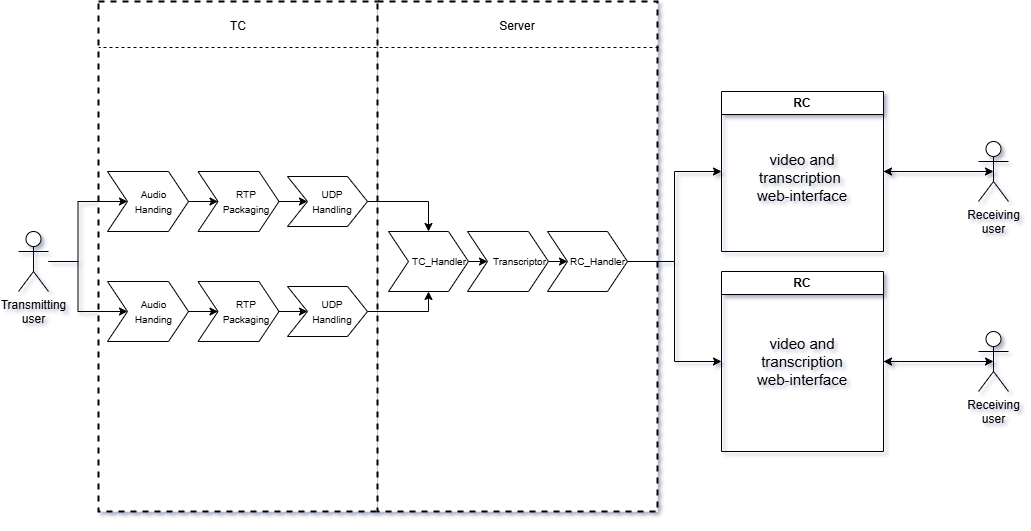 TC
Server
Audio
Handing
RTP
Packaging
UDP
Handling
Audio
Handing
RTP
Packaging
UDP
Handling
TC_Handler
Transcriptor
RC_Handler
Transmitting
user
RC
video and
transcription
web-interface
Receiving
user
RC
video and
transcription
web-interface
Receiving
user